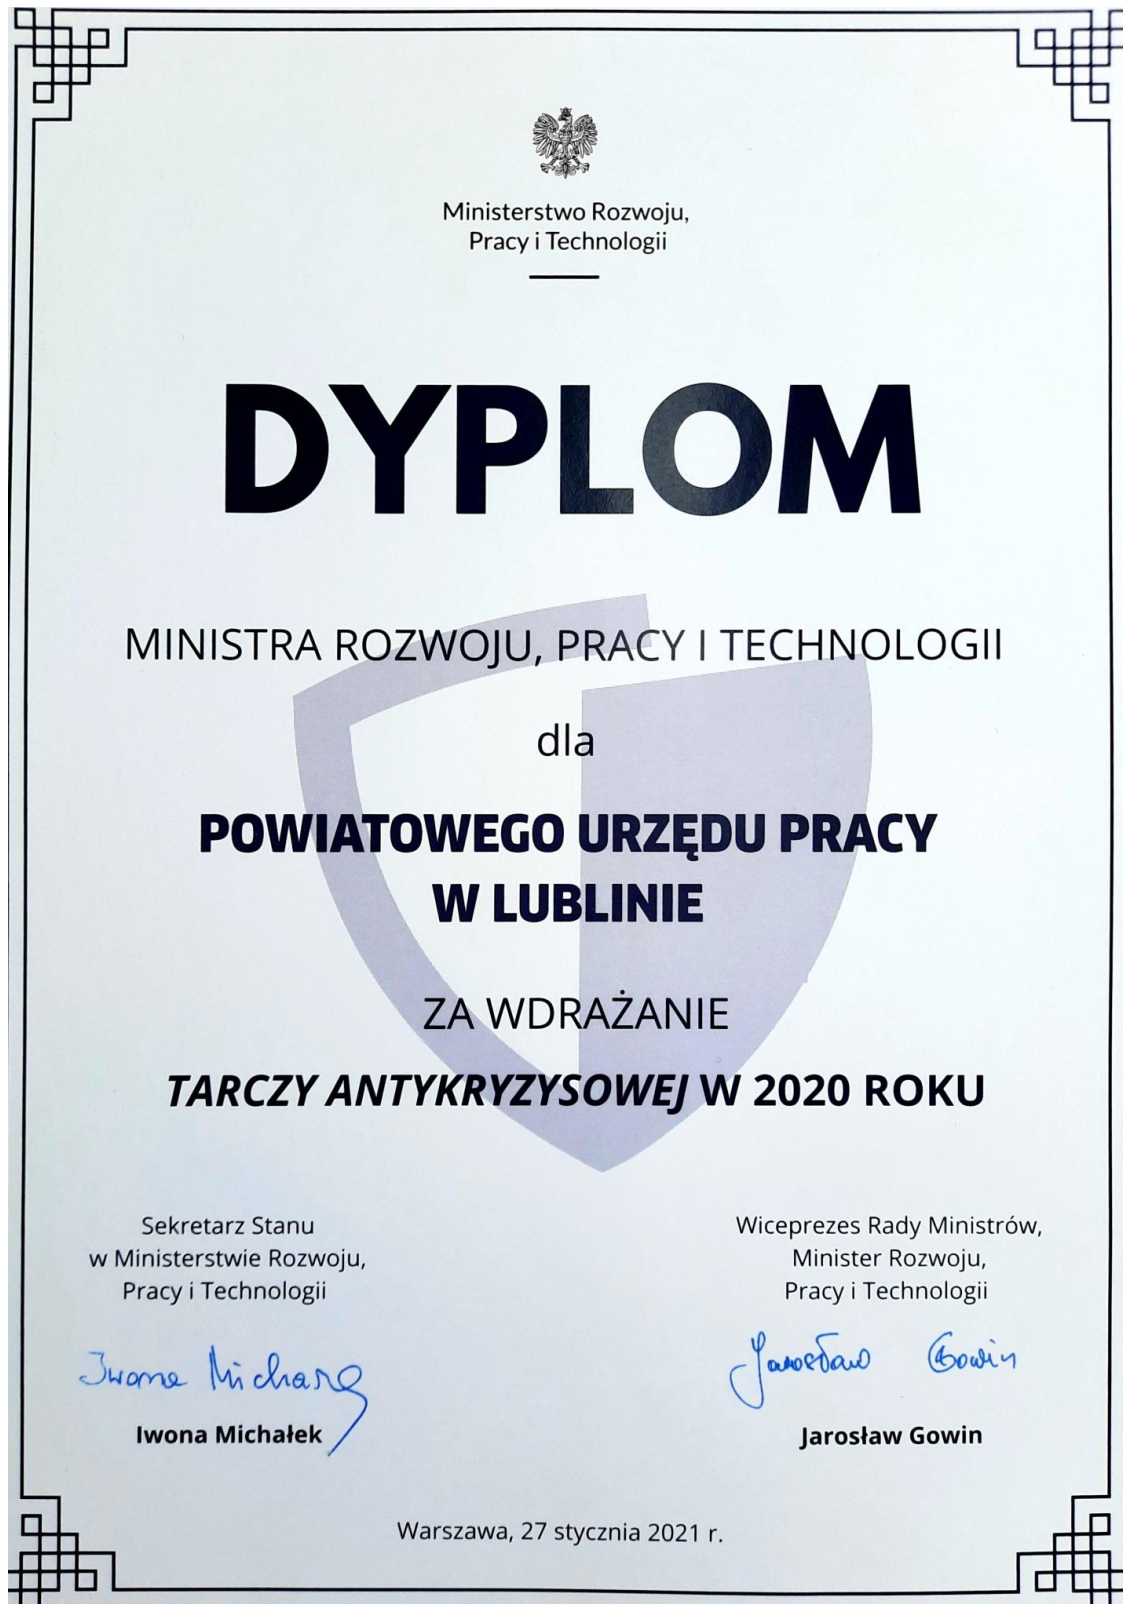 Ministerstwo Rozwoju,
Pracy i Technologii
DYPLOM
MINISTRA ROZWOJU, PRACY I TECHNOLOGII
dla
POWIATOWEGO URZĘDU PRACY
W LUBLINIE
ZA WDRAŻANIE
TARCZY ANTYKRYZYSOWEJ W 2020 ROKU
Sekretarz Stanu
w Ministerstwie Rozwoju,
Pracy i Technologii
Iwona Michałek
Iwona Michałek
Wiceprezes Rady Ministrów,
Minister Rozwoju,
Pracy i Technologii
Jarosław Gowin
Jarosław Gowin
Warszawa, 27 stycznia 2021 r.